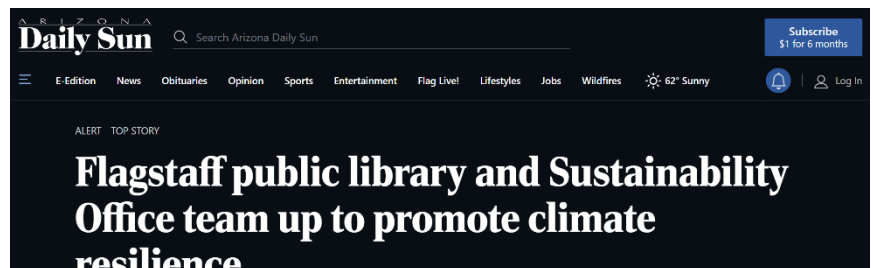 ARIZONA
Daily Sun
Search Arizona Daily Sun
Subscribe
$1 for 6 months
E-Edition News Obituaries Opinion Sports Entertainment Flag Live! Lifestyles Jobs Wildfires 62° Sunny Log In
ALERT TOP STORY
Flagstaff public library and Sustainability
Office team up to promote climate
resilience